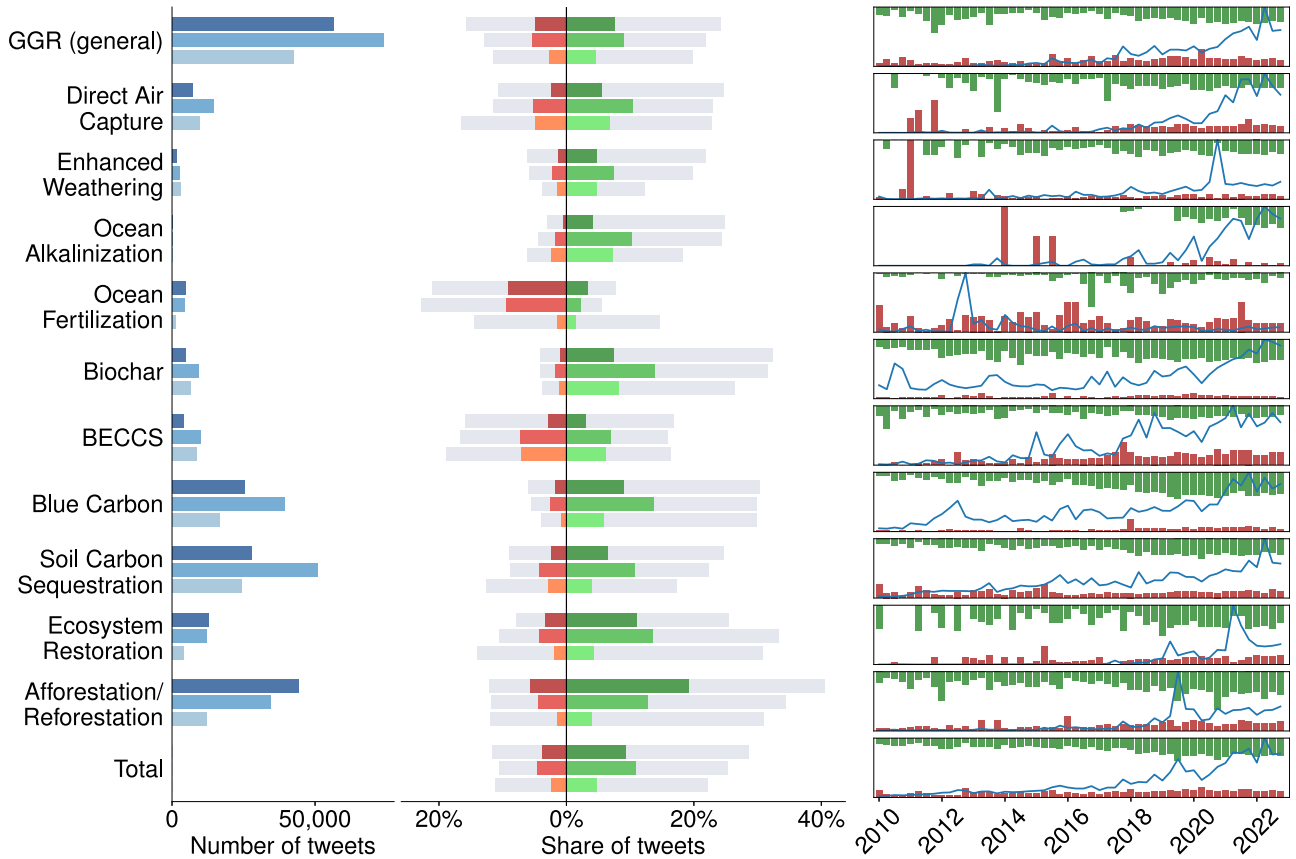 GGR (general)
Direct Air
Capture
Enhanced
Weathering
Ocean
Alkalinization
Ocean
Fertilization
Biochar
BECCS
Blue Carbon
Soil Carbon
Sequestration
Ecosystem
Restoration
Afforestation/
Reforestation
Total
0 50,000
Number of tweets
20% 0% 20% 40%
Share of tweets
2010 2012 2014 2016 2018 2020 2022